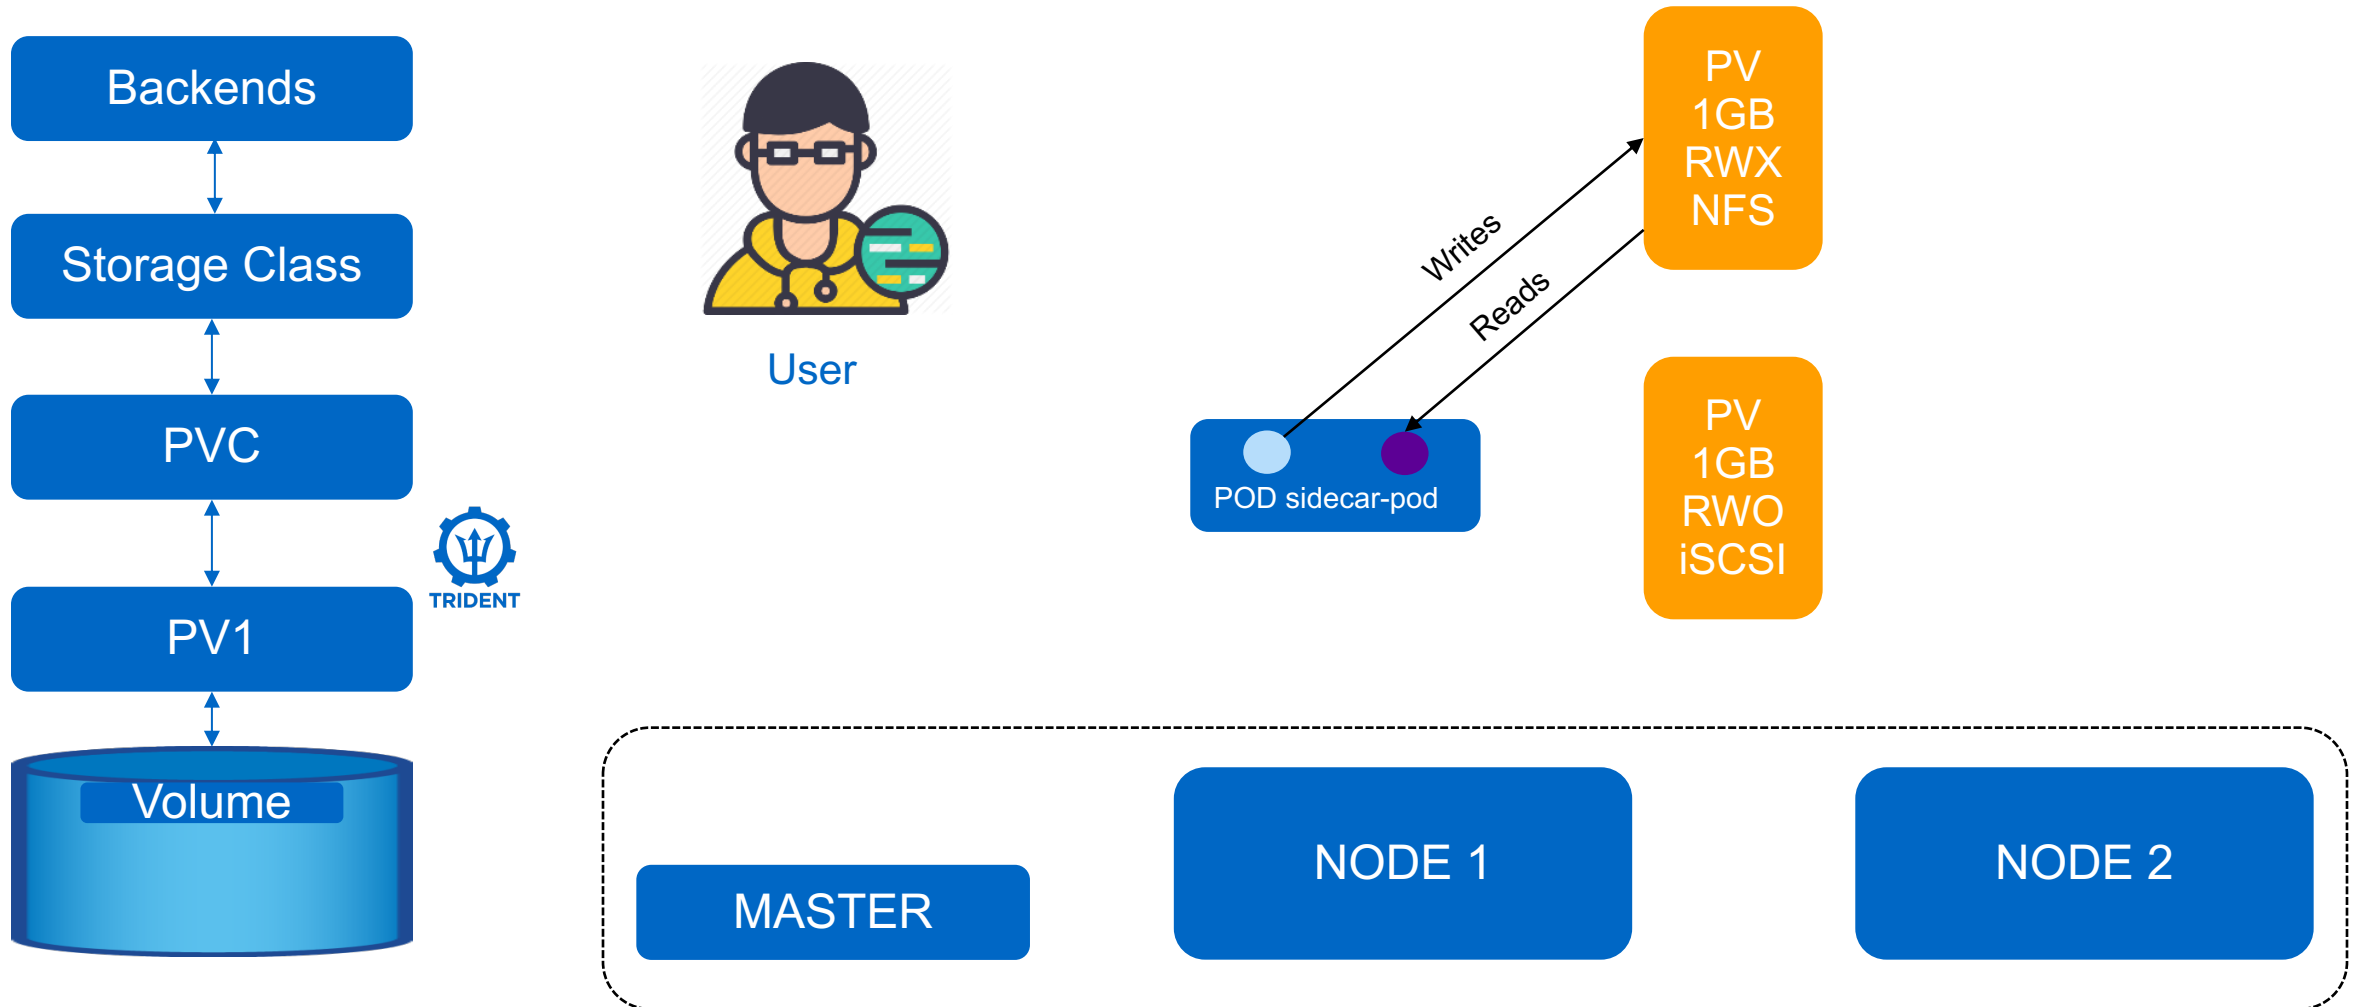 Backends
Storage Class
PVC
PV1
TRIDENT
Volume
User
Writes
Reads
POD sidecar-pod
PV
1GB
RWX
NFS
PV
1GB
RWO
iSCSI
MASTER
NODE 1
NODE 2